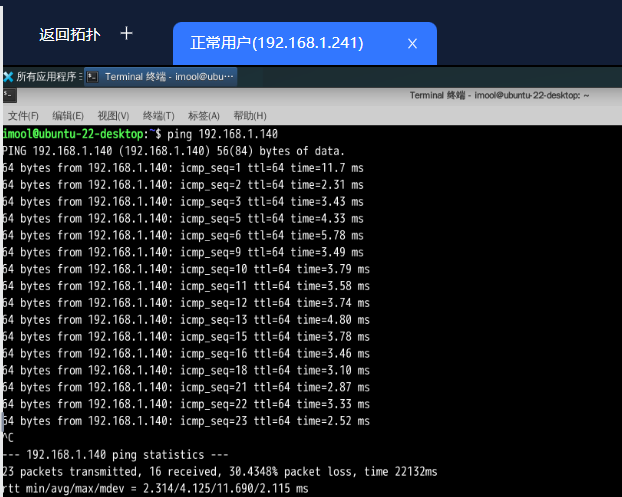 返回拓扑 + 正常用户(192.168.1.241) ×
所有应用程序 Terminal 终端 - imool@ubu…
Terminal 终端 - imool@ubuntu-22-desktop: ~
文件(F) 编辑(E) 视图(V) 终端(T) 标签(A) 帮助(H)
imool@ubuntu-22-desktop:~$ ping 192.168.1.140
PING 192.168.1.140 (192.168.1.140) 56(84) bytes of data.
64 bytes from 192.168.1.140: icmp_seq=1 ttl=64 time=11.7 ms
64 bytes from 192.168.1.140: icmp_seq=2 ttl=64 time=2.31 ms
64 bytes from 192.168.1.140: icmp_seq=3 ttl=64 time=3.43 ms
64 bytes from 192.168.1.140: icmp_seq=5 ttl=64 time=4.33 ms
64 bytes from 192.168.1.140: icmp_seq=6 ttl=64 time=5.78 ms
64 bytes from 192.168.1.140: icmp_seq=9 ttl=64 time=3.49 ms
64 bytes from 192.168.1.140: icmp_seq=10 ttl=64 time=3.79 ms
64 bytes from 192.168.1.140: icmp_seq=11 ttl=64 time=3.58 ms
64 bytes from 192.168.1.140: icmp_seq=12 ttl=64 time=3.74 ms
64 bytes from 192.168.1.140: icmp_seq=13 ttl=64 time=4.80 ms
64 bytes from 192.168.1.140: icmp_seq=15 ttl=64 time=3.78 ms
64 bytes from 192.168.1.140: icmp_seq=16 ttl=64 time=3.46 ms
64 bytes from 192.168.1.140: icmp_seq=18 ttl=64 time=3.10 ms
64 bytes from 192.168.1.140: icmp_seq=21 ttl=64 time=2.87 ms
64 bytes from 192.168.1.140: icmp_seq=22 ttl=64 time=3.33 ms
64 bytes from 192.168.1.140: icmp_seq=23 ttl=64 time=2.52 ms
^C
--- 192.168.1.140 ping statistics ---
23 packets transmitted, 16 received, 30.4348% packet loss, time 22132ms
rtt min/avg/max/mdev = 2.314/4.125/11.690/2.115 ms